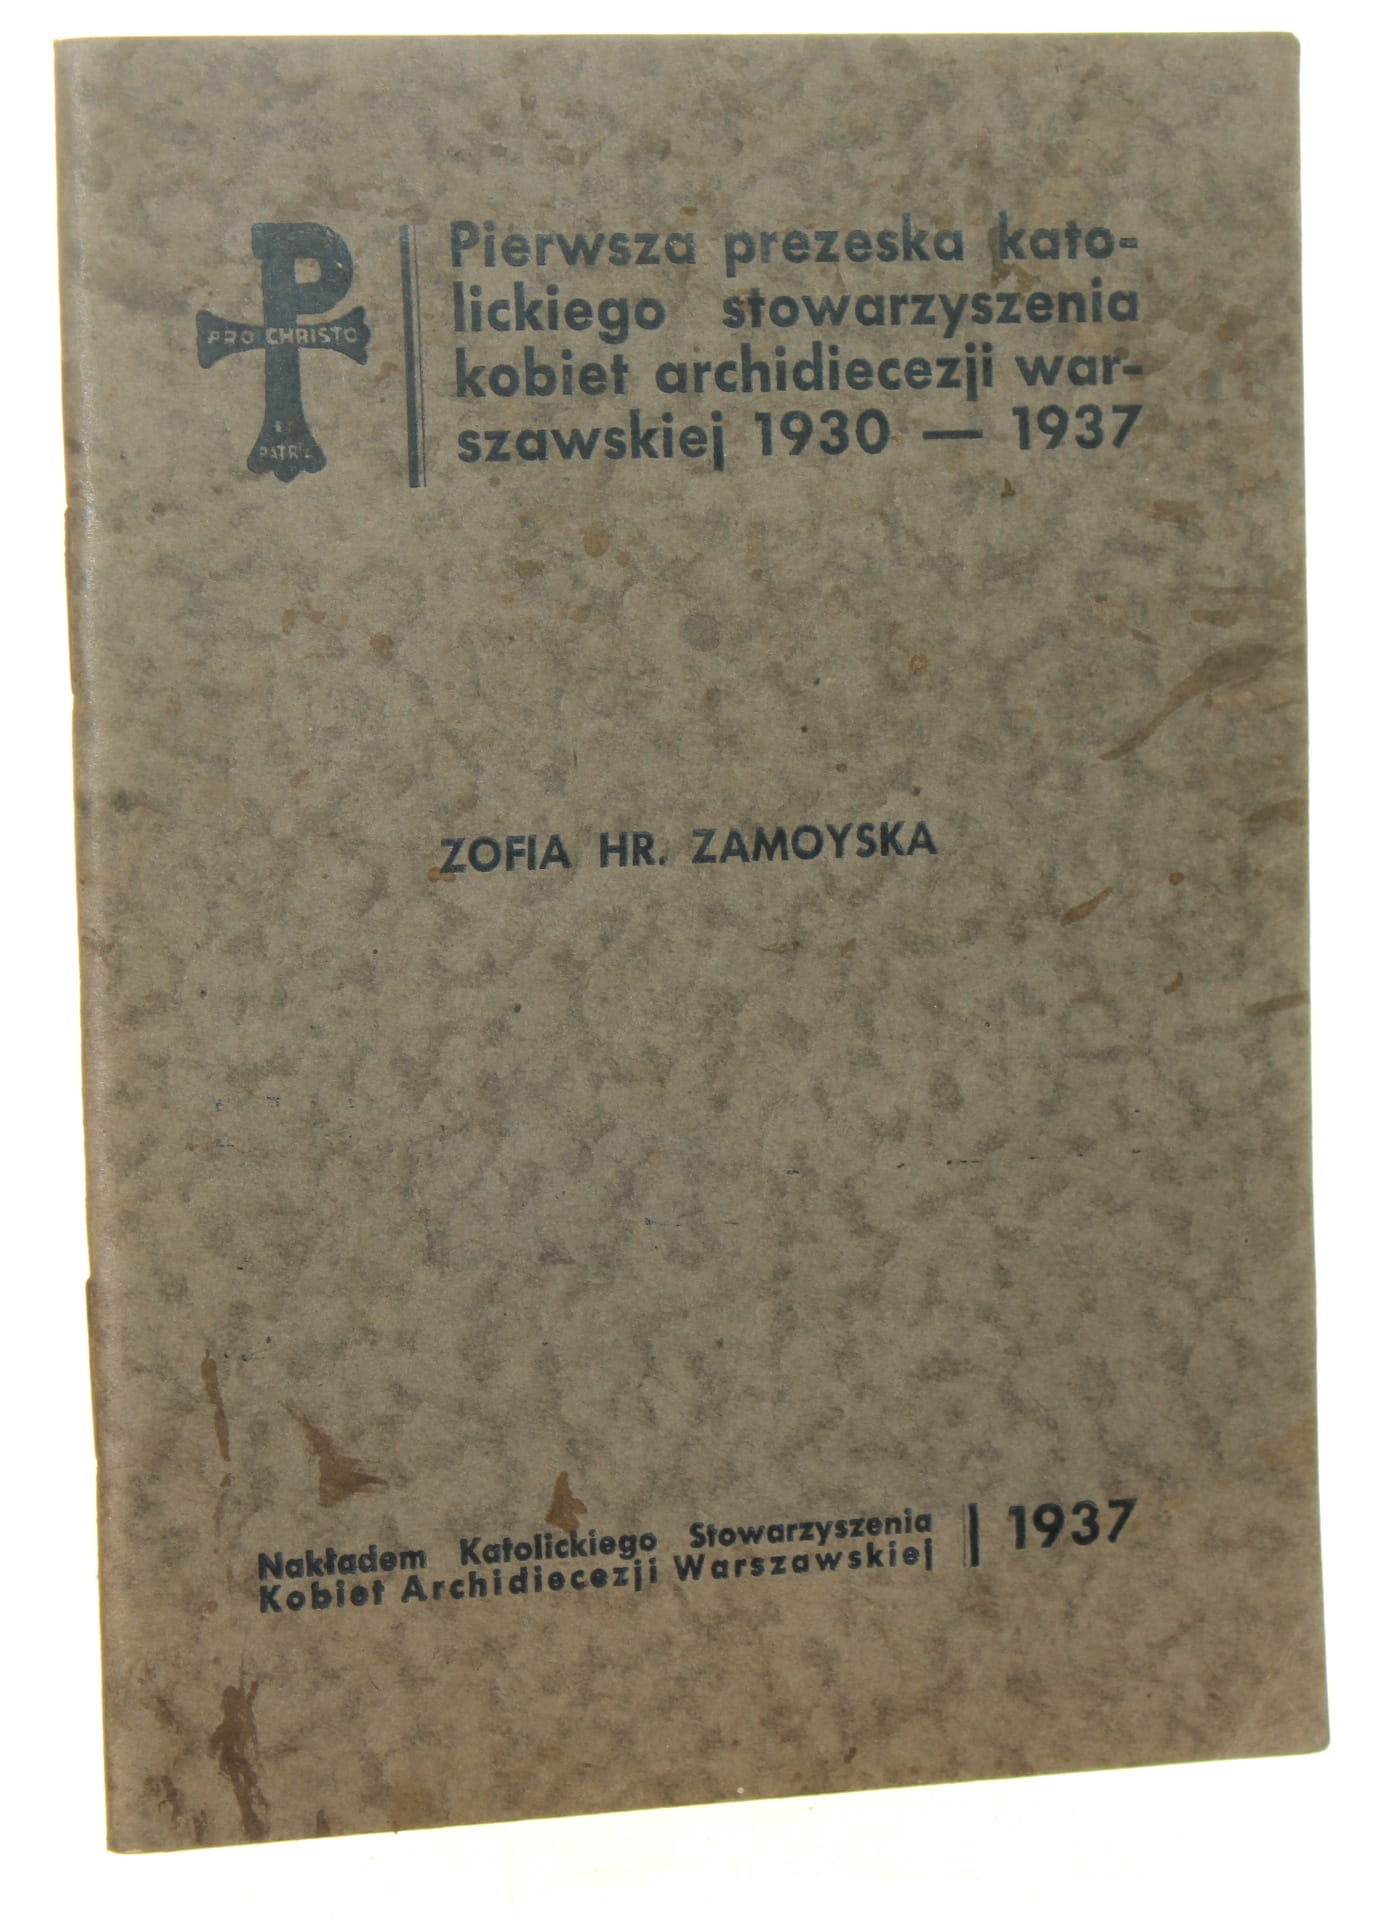 PRO CHRISTO
PATRIA
Pierwsza prezeska kato-
lickiego stowarzyszenia
kobiet archidiecezji war-
szawskiej 1930 — 1937
ZOFIA HR. ZAMOYSKA
Nakładem Katolickiego Stowarzyszenia
Kobiet Archidiecezji Warszawskiej
1937